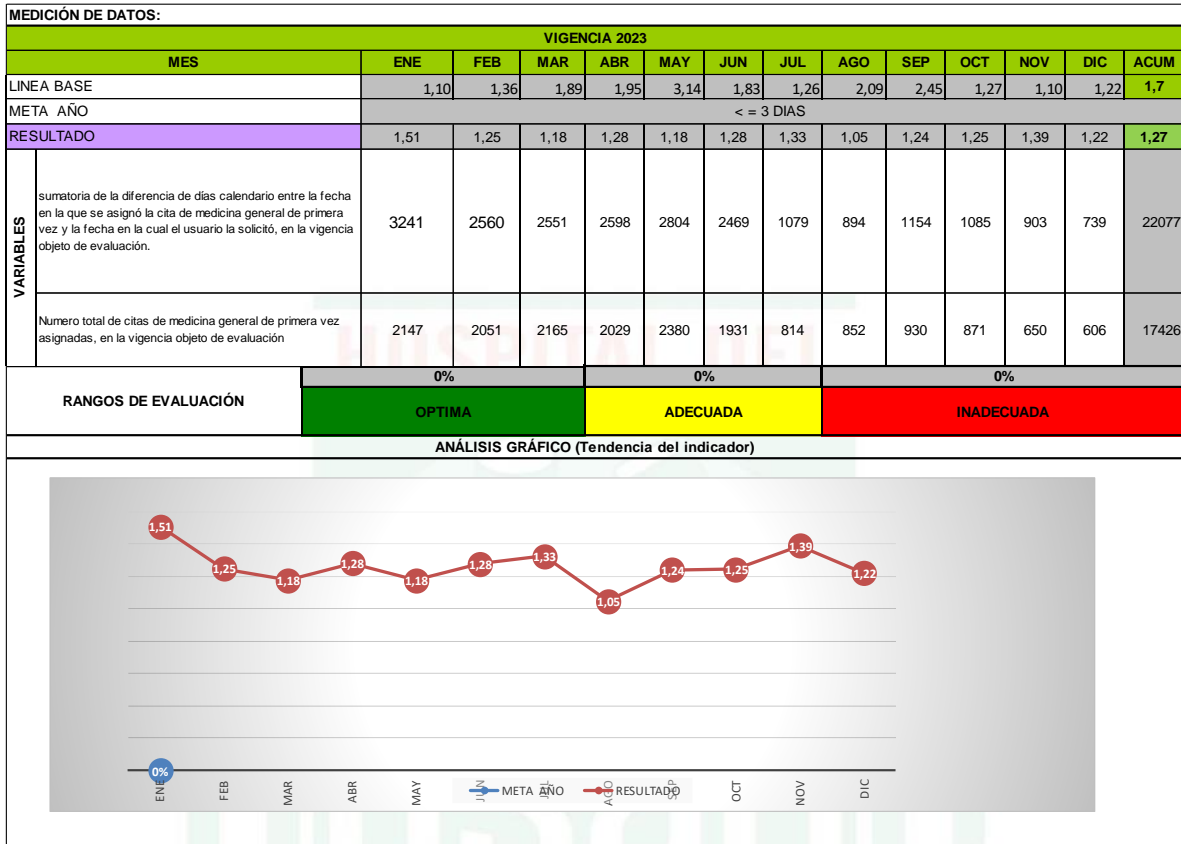 MEDICIÓN DE DATOS:
VIGENCIA 2023
MES ENE FEB MAR ABR MAY JUN JUL AGO SEP OCT NOV DIC ACUM
LINEA BASE 1,10 1,36 1,89 1,95 3,14 1,83 1,26 2,09 2,45 1,27 1,10 1,22 1,7
META AÑO < = 3 DIAS
RESULTADO 1,51 1,25 1,18 1,28 1,18 1,28 1,33 1,05 1,24 1,25 1,39 1,22 1,27
VARIABLES
sumatoria de la diferencia de días calendario entre la fecha
en la que se asignó la cita de medicina general de primera
vez y la fecha en la cual el usuario la solicitó, en la vigencia
objeto de evaluación.
3241 2560 2551 2598 2804 2469 1079 894 1154 1085 903 739 22077
Numero total de citas de medicina general de primera vez
asignadas, en la vigencia objeto de evaluación
2147 2051 2165 2029 2380 1931 814 852 930 871 650 606 17426
HOSPITAL DEL
RANGOS DE EVALUACIÓN
0% 0% 0%
OPTIMA ADECUADA INADECUADA
ANÁLISIS GRÁFICO (Tendencia del indicador)
1,51 1,25 1,18 1,28 1,18 1,28 1,33 1,05 1,24 1,25 1,39 1,22
0%
ENE FEB MAR ABR MAY JUN JUL AGO SEP OCT NOV DIC
META AÑO RESULTADO